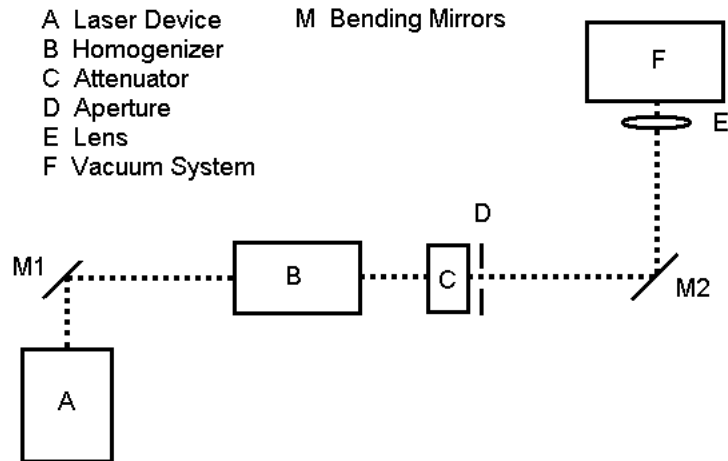 A Laser Device
B Homogenizer
C Attenuator
D Aperture
E Lens
F Vacuum System
M Bending Mirrors
F
E
D
M1
B
C
M2
A